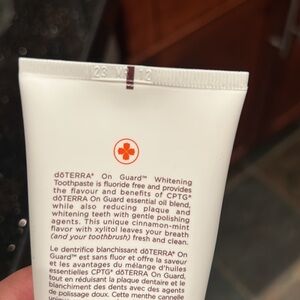 dōTERRA® On Guard™ Whitening
Toothpaste is fluoride free and provides
the flavour and benefits of CPTG®
dōTERRA On Guard essential oil blend,
while also reducing plaque and
whitening teeth with gentle polishing
agents. This unique cinnamon-mint
flavor with xylitol leaves your breath
(and your toothbrush) fresh and clean.
Le dentifrice blanchissant dōTERRA® On
Guard™ est sans fluor et offre la saveur
et les avantages du mélange d'huiles
essentielles CPTG® dōTERRA On Guard,
tout en réduisant la plaque dentaire et le
blanchiment des dents avec des agents
de polissage doux. Cette menthe cannelle